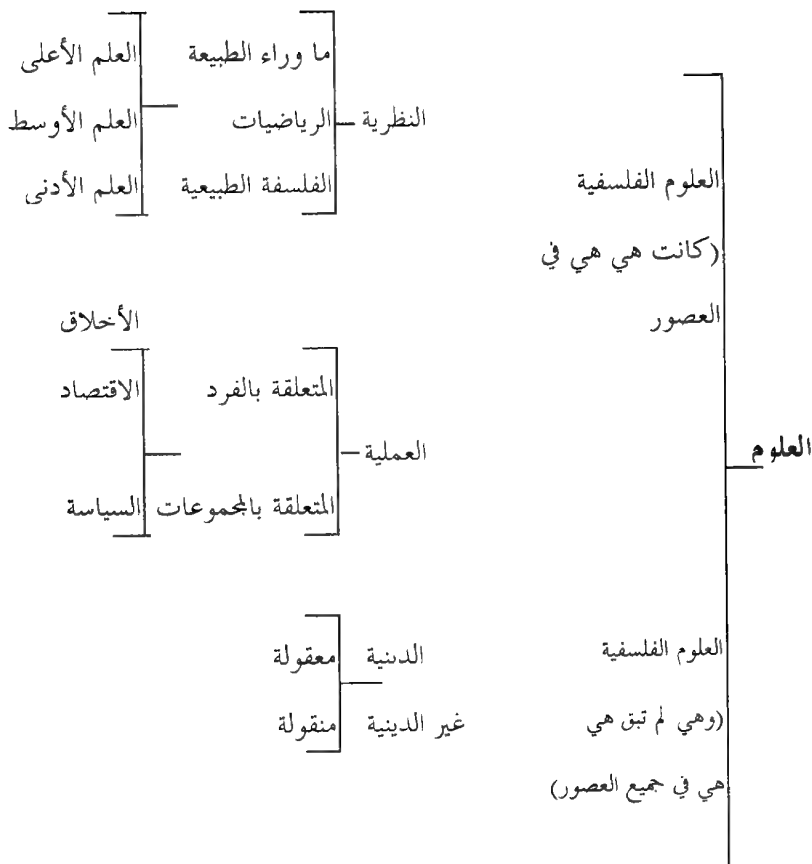 العلوم
العلوم الفلسفية
(كانت هي هي في
العصور
النظرية
ما وراء الطبيعة
العلم الأعلى
الرياضيات
العلم الأوسط
الفلسفة الطبيعية
العلم الأدنى
العملية
الأخلاق
المتعلقة بالفرد
الاقتصاد
المتعلقة بالمجموعات
السياسة
العلوم الفلسفية
(وهي لم تبق هي
هي في جميع العصور)
الدينية
معقولة
غير الدينية
منقولة